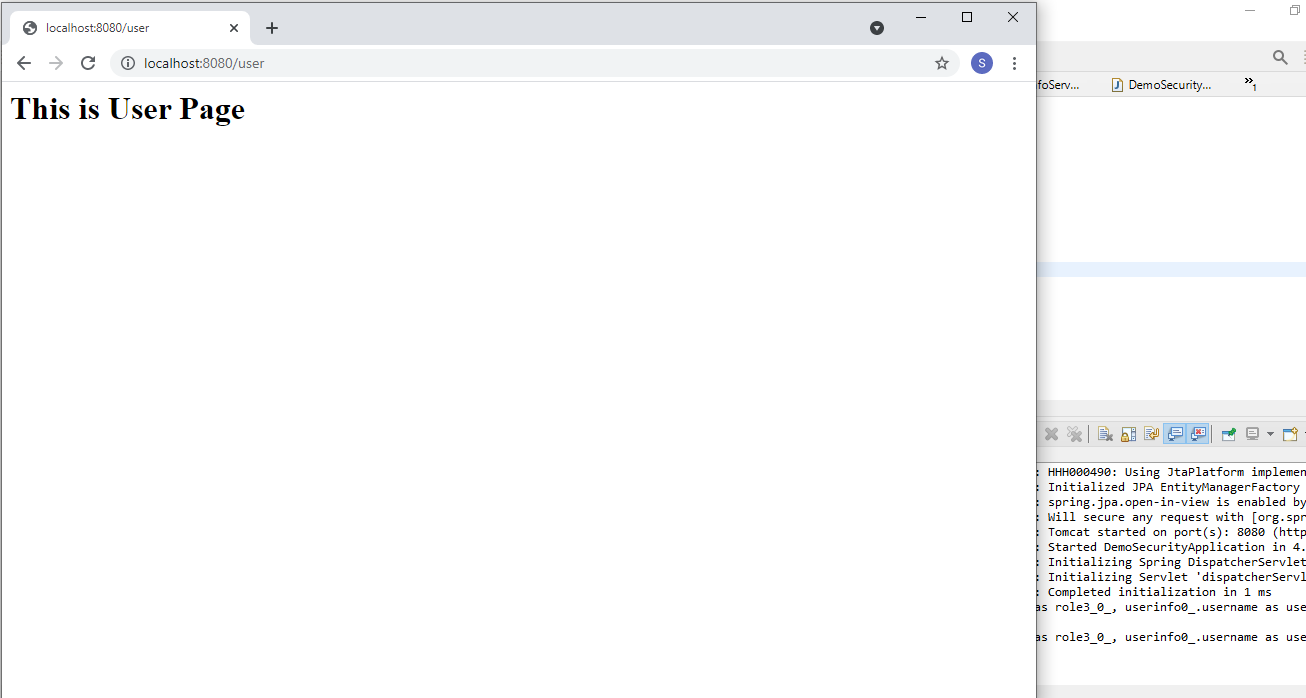 localhost:8080/user
localhost:8080/user
S
This is User Page
foServ...
DemoSecurity...
1
: HHH000490: Using JtaPlatform implemen
: Initialized JPA EntityManagerFactory
: spring.jpa.open-in-view is enabled by
: Will secure any request with [org.spr
: Tomcat started on port(s): 8080 (http
: Started DemoSecurityApplication in 4.
: Initializing Spring DispatcherServlet
: Initializing Servlet 'dispatcherServl
: Completed initialization in 1 ms
as role3_0_, userinfo0_.username as use
as role3_0_, userinfo0_.username as use